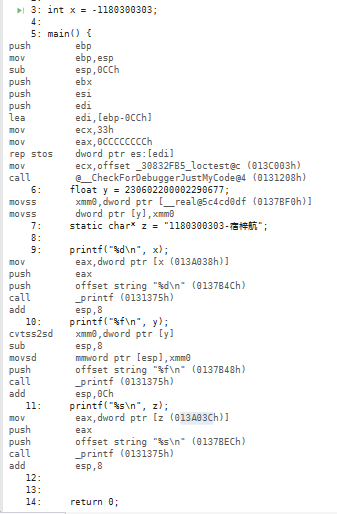 3: int x = -1180300303;
4:
5: main() {
push ebp
mov ebp,esp
sub esp,0CCh
push ebx
push esi
push edi
lea edi,[ebp-0CCh]
mov ecx,33h
mov eax,0CCCCCCCCh
rep stos dword ptr es:[edi]
mov ecx,offset _30832FB5_loctest@c (013C003h)
call @__CheckForDebuggerJustMyCode@4 (0131208h)
6: float y = 230602200002290677;
movss xmm0,dword ptr [__real@5c4cd0df (0137BF0h)]
movss dword ptr [y],xmm0
7: static char* z = "1180300303-宿梓航";
8:
9: printf("%d\n", x);
mov eax,dword ptr [x (013A038h)]
push eax
push offset string "%d\n" (0137B4Ch)
call _printf (0131375h)
add esp,8
10: printf("%f\n", y);
cvtss2sd xmm0,dword ptr [y]
sub esp,8
movsd mmword ptr [esp],xmm0
push offset string "%f\n" (0137B48h)
call _printf (0131375h)
add esp,0Ch
11: printf("%s\n", z);
mov eax,dword ptr [z (013A03Ch)]
push eax
push offset string "%s\n" (0137BECh)
call _printf (0131375h)
add esp,8
12:
13:
14: return 0;